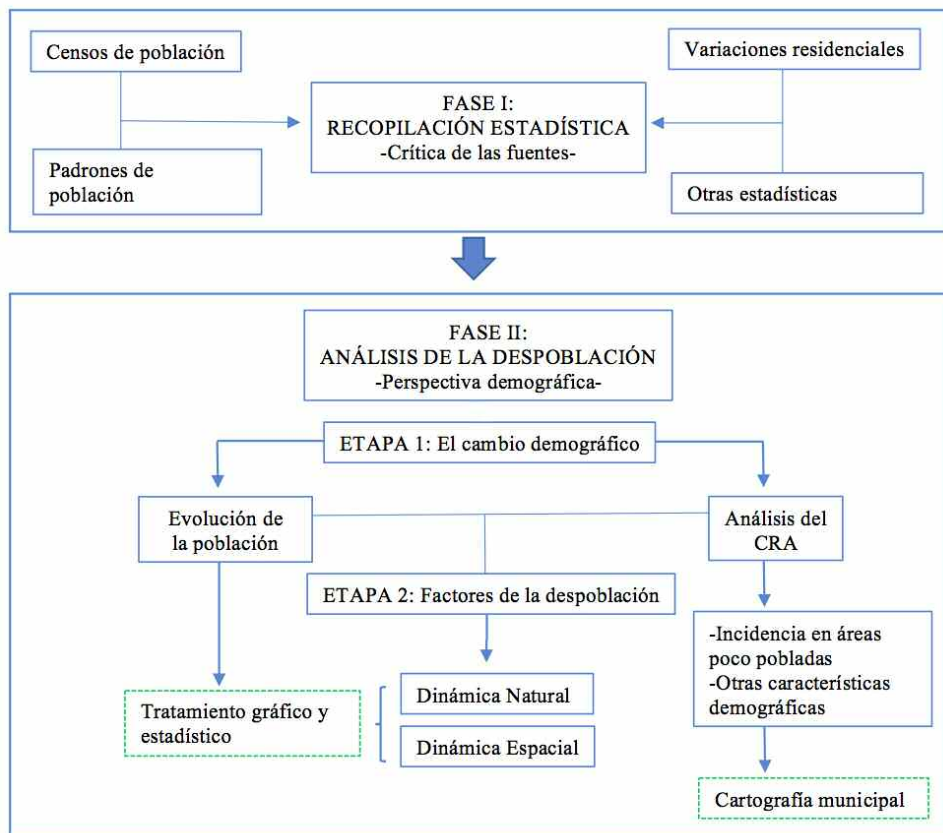 Censos de población
Variaciones residenciales
FASE I:
RECOPILACIÓN ESTADÍSTICA
-Crítica de las fuentes-
Padrones de
población
Otras estadísticas
FASE II:
ANÁLISIS DE LA DESPOBLACIÓN
-Perspectiva demográfica-
ETAPA 1: El cambio demográfico
Evolución de
la población
Análisis del
CRA
ETAPA 2: Factores de la despoblación
-Incidencia en áreas
poco pobladas
-Otras características
demográficas
Tratamiento gráfico y
estadístico
Dinámica Natural
Dinámica Espacial
Cartografía municipal